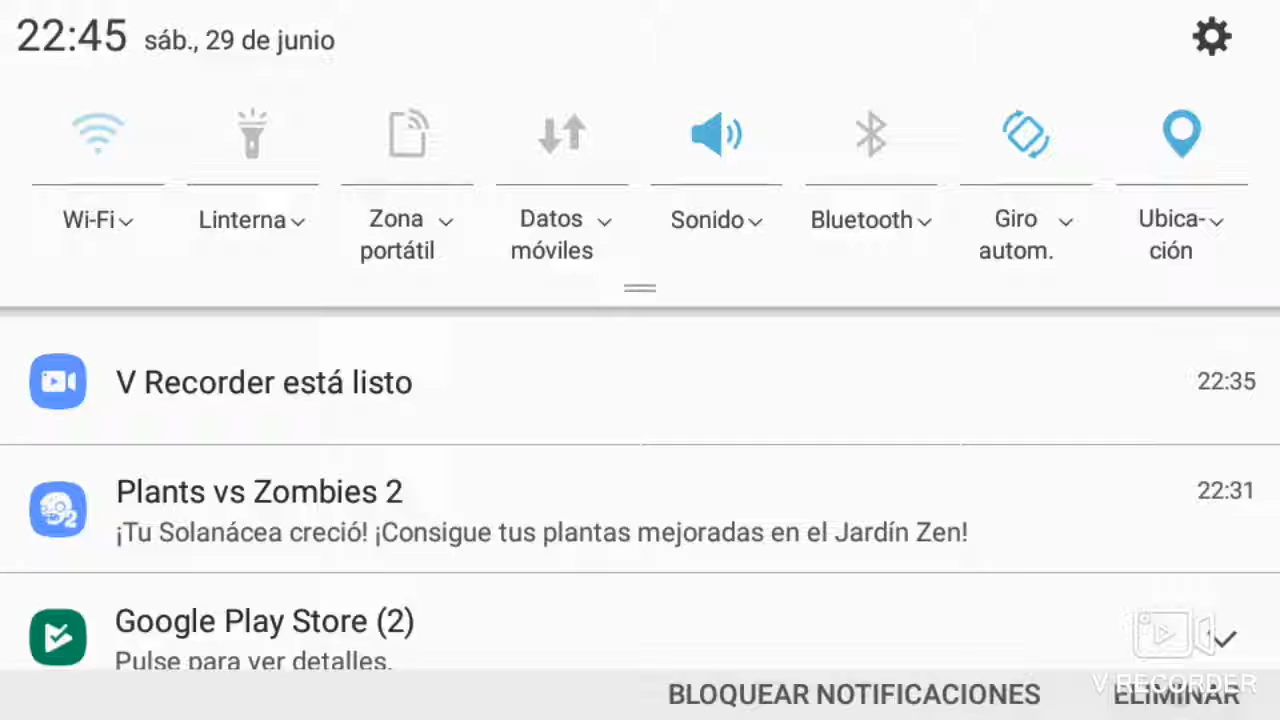 22:45 sáb., 29 de junio
Wi-Fi Linterna Zona portátil Datos móviles Sonido Bluetooth Giro autom. Ubica-ción
V Recorder está listo 22:35
Plants vs Zombies 2 22:31
¡Tu Solanácea creció! ¡Consigue tus plantas mejoradas en el Jardín Zen!
Google Play Store (2)
Pulse para ver detalles.
BLOQUEAR NOTIFICACIONES ELIMINAR
V RECORDER